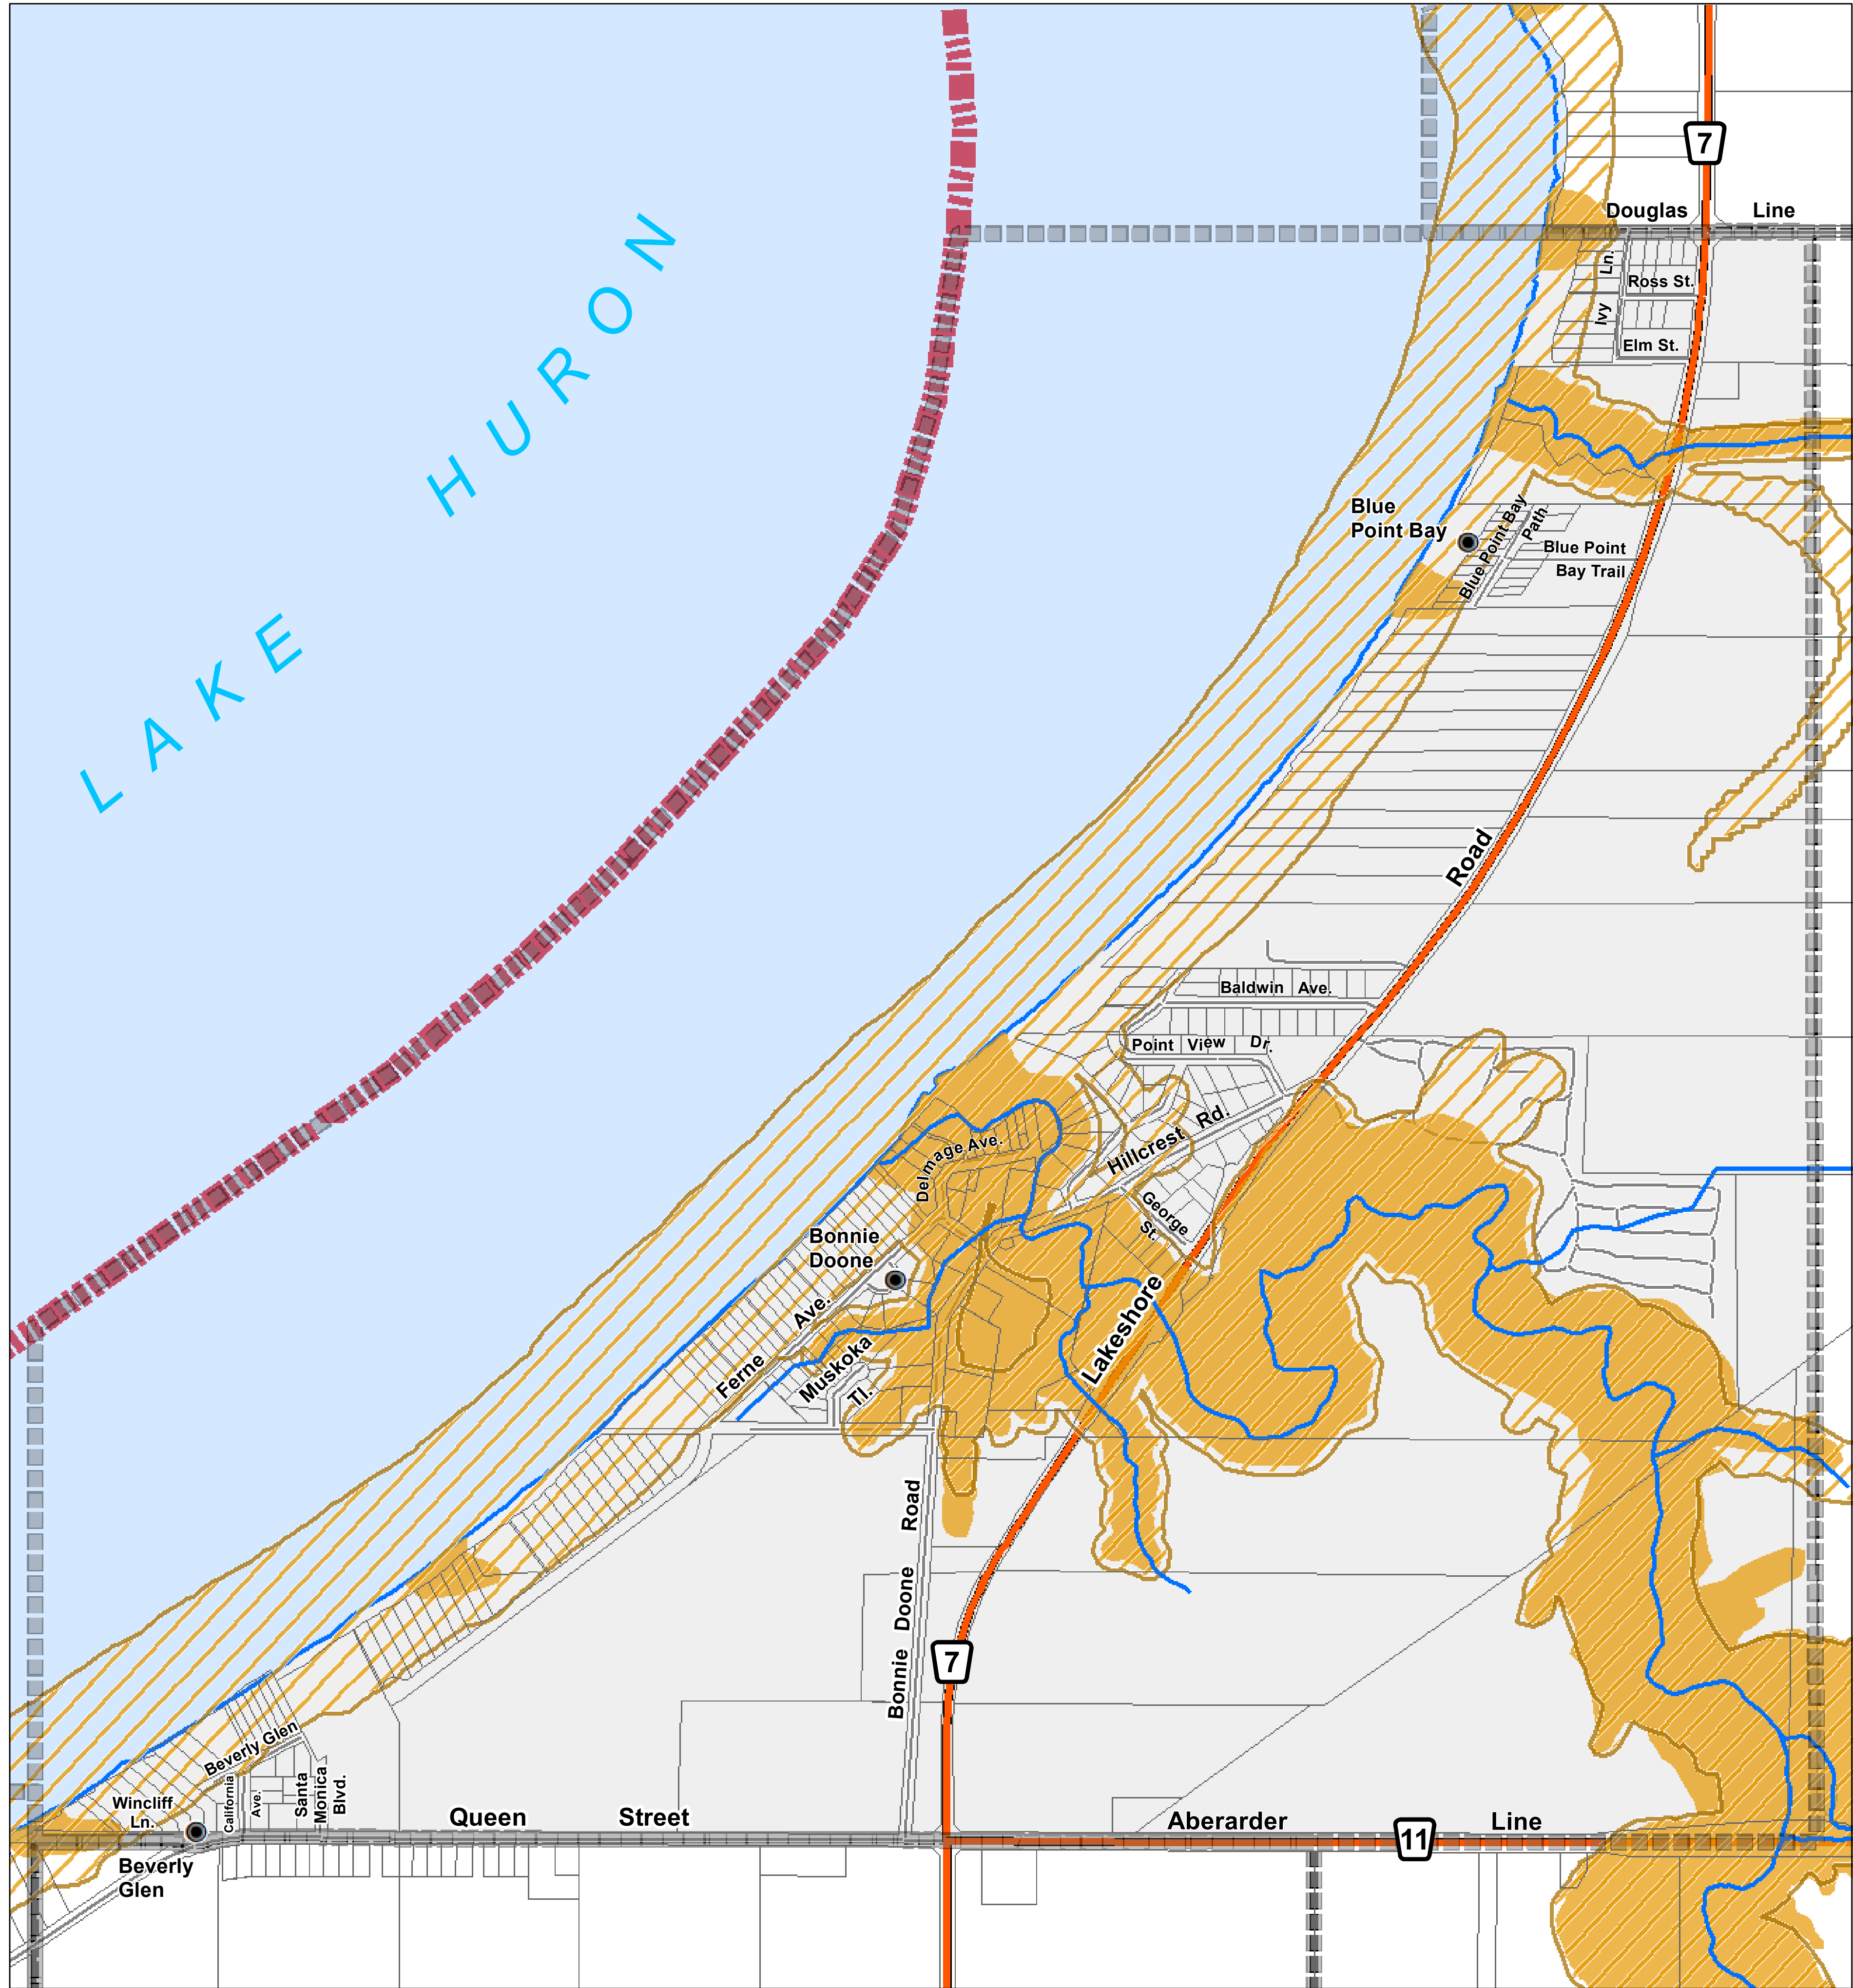 7
Douglas Line
Ln.
Ross St.
Ivy
Elm St.
LAKE HURON
Blue
Point Bay
Blue Point Bay
Path
Blue Point
Bay Trail
Road
Baldwin Ave.
Point View Dr.
Hillcrest Rd.
Delmage Ave.
George
St.
Bonnie
Doone
Lakeshore
Ferne Ave.
Muskoka
Tl.
Bonnie Doone Road
7
Beverly Glen
Wincliff
Ln.
California
Ave.
Santa
Monica
Blvd.
Queen Street
Aberarder Line
11
Beverly
Glen